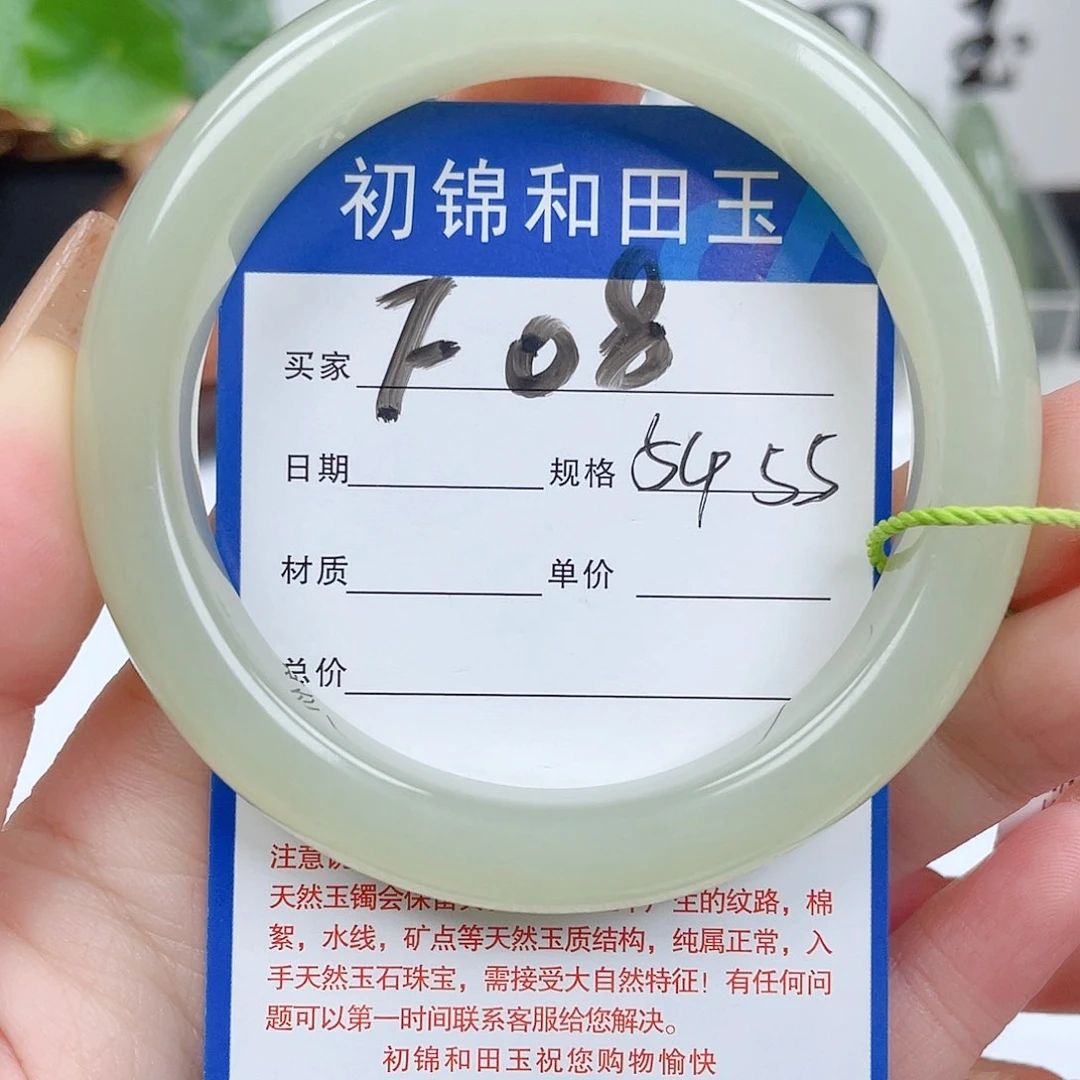 玉
初锦和田玉
买家 F08
日期 规格 5455
材质 单价
总价
注意
天然玉镯会保留 生的纹路，棉
絮，水线，矿点等天然玉质结构，纯属正常，入
手天然玉石珠宝，需接受大自然特征！有任何问
题可以第一时间联系客服给您解决。
初锦和田玉祝您购物愉快